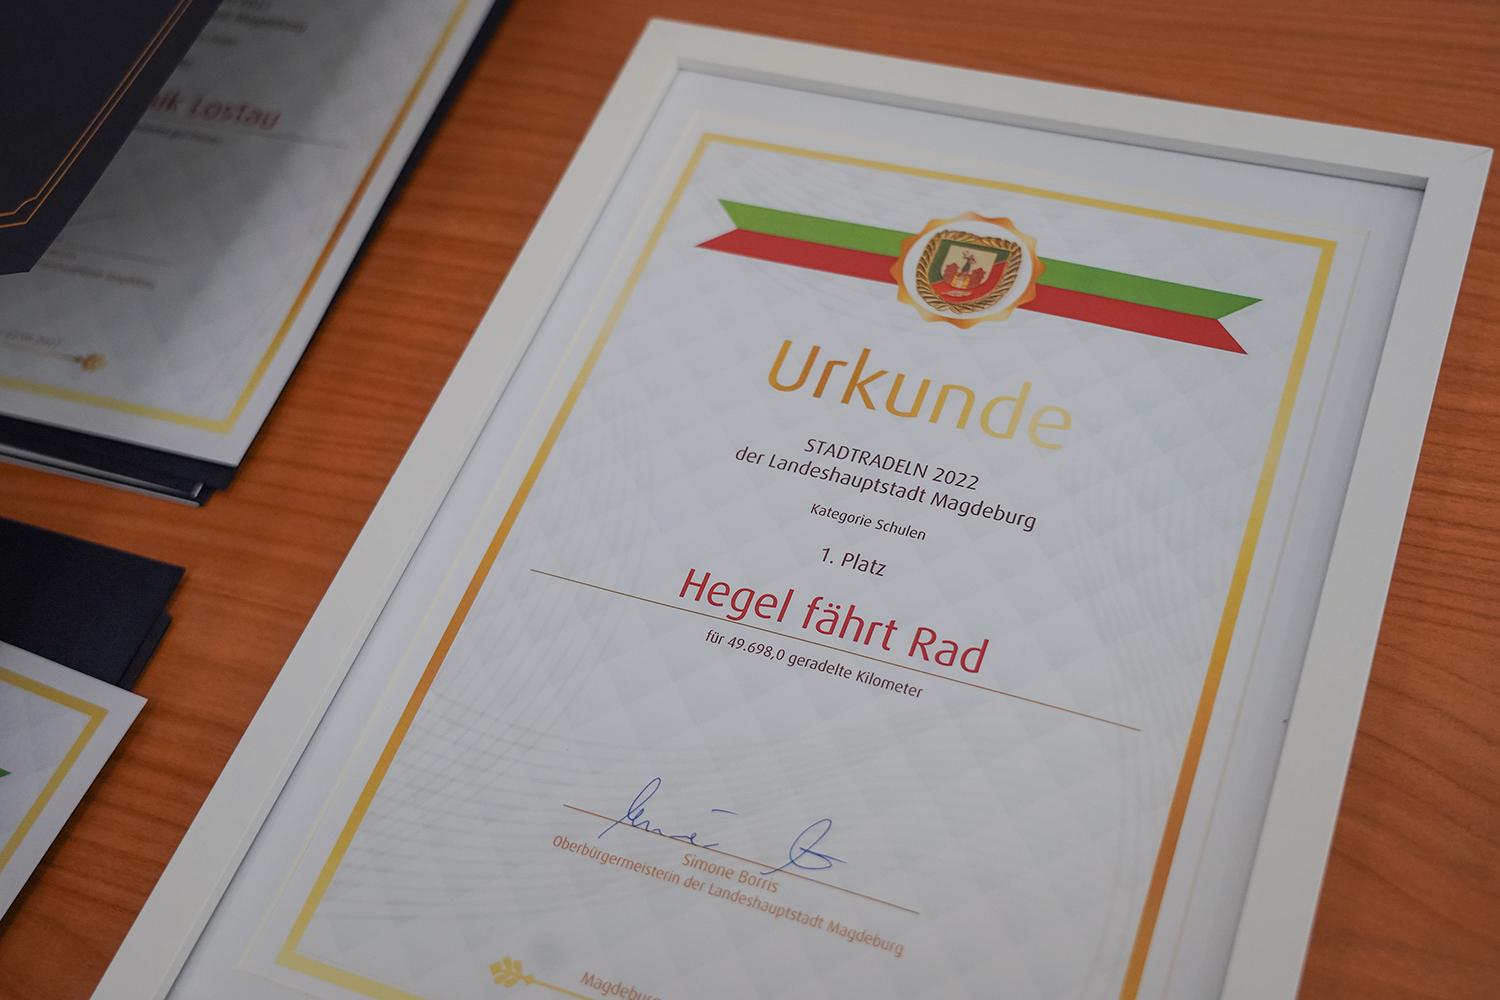 Lostau
Urkunde
STADTRADELN 2022
der Landeshauptstadt Magdeburg
Kategorie Schulen
1. Platz
Hegel fährt Rad
für 49.698,0 geradelte Kilometer
Simone Borris
Oberbürgermeisterin der Landeshauptstadt Magdeburg